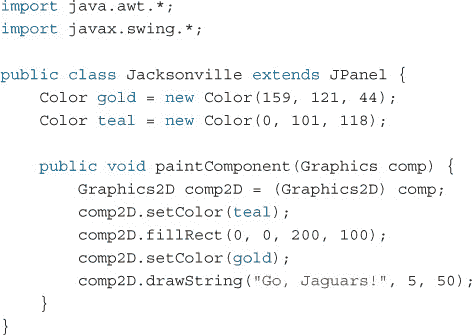 import java.awt.*;
import javax.swing.*;

public class Jacksonville extends JPanel {
    Color gold = new Color(159, 121, 44);
    Color teal = new Color(0, 101, 118);

    public void paintComponent(Graphics comp) {
        Graphics2D comp2D = (Graphics2D) comp;
        comp2D.setColor(teal);
        comp2D.fillRect(0, 0, 200, 100);
        comp2D.setColor(gold);
        comp2D.drawString("Go, Jaguars!", 5, 50);
    }
}